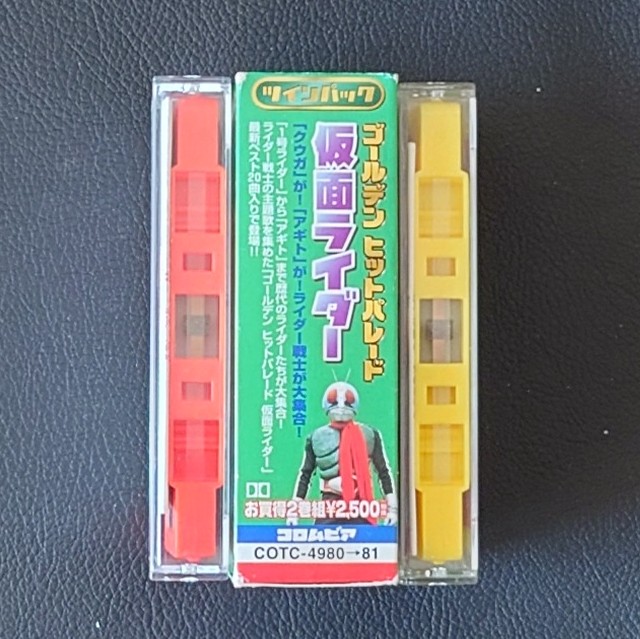 ツインパック
ゴールデン ヒットパレード
仮面ライダー
「クウガ」が!「アギト」が!ライダー戦士が大集合!
「1号ライダー」から「アギト」まで歴代のライダーたちが大集合!
ライダー戦士の主題歌を集めた「ゴールデン ヒットパレード 仮面ライダー」
最新ベスト20曲入りで登場!!
お買得2巻組¥2,500
コロムビア
COTC-4980→81